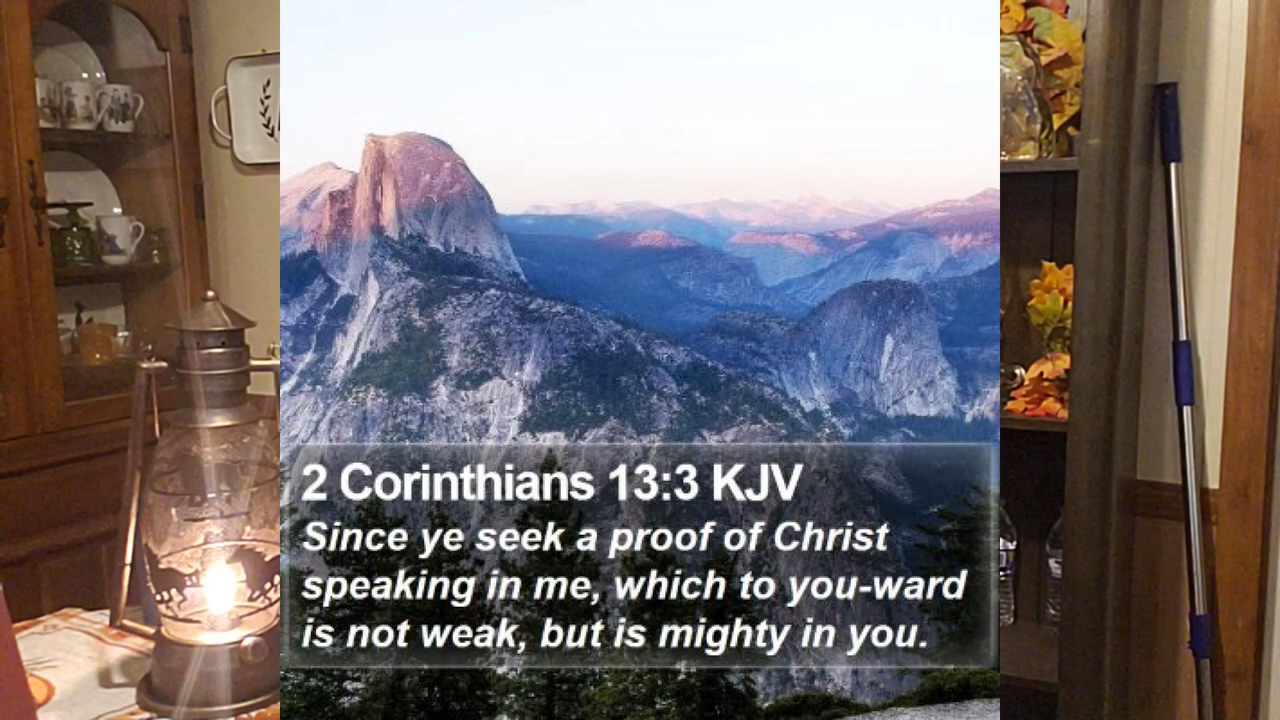 2 Corinthians 13:3 KJV
Since ye seek a proof of Christ
speaking in me, which to you-ward
is not weak, but is mighty in you.